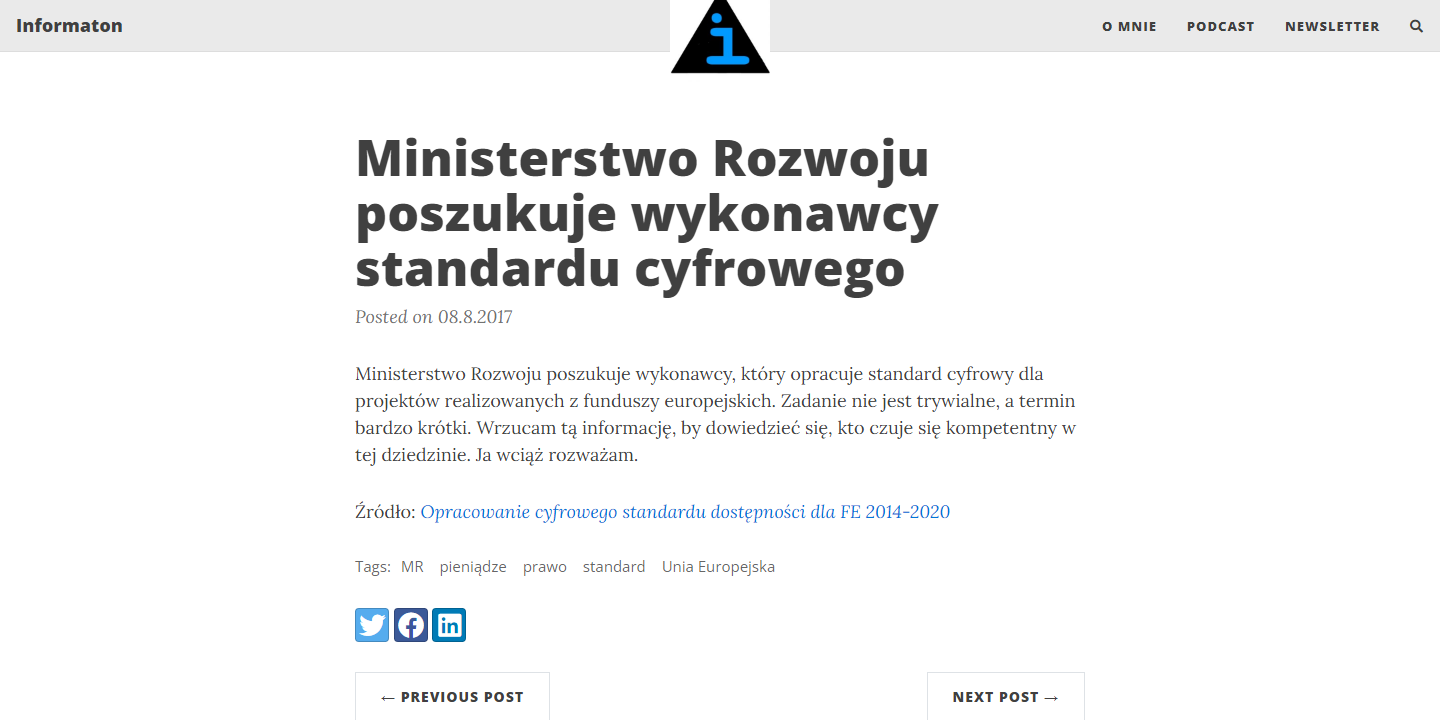 Informaton
i
O MNIE
PODCAST
NEWSLETTER
Ministerstwo Rozwoju
poszukuje wykonawcy
standardu cyfrowego
Posted on 08.8.2017
Ministerstwo Rozwoju poszukuje wykonawcy, który opracuje standard cyfrowy dla
projektów realizowanych z funduszy europejskich. Zadanie nie jest trywialne, a termin
bardzo krótki. Wrzucam tą informację, by dowiedzieć się, kto czuje się kompetentny w
tej dziedzinie. Ja wciąż rozważam.
Źródło: Opracowanie cyfrowego standardu dostępności dla FE 2014-2020
Tags: MR pieniądze prawo standard Unia Europejska
← PREVIOUS POST
NEXT POST →